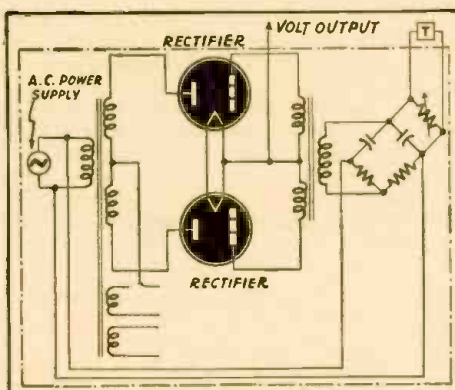 VOLT OUTPUT
RECTIFIER
T
A.C. POWER
SUPPLY
RECTIFIER